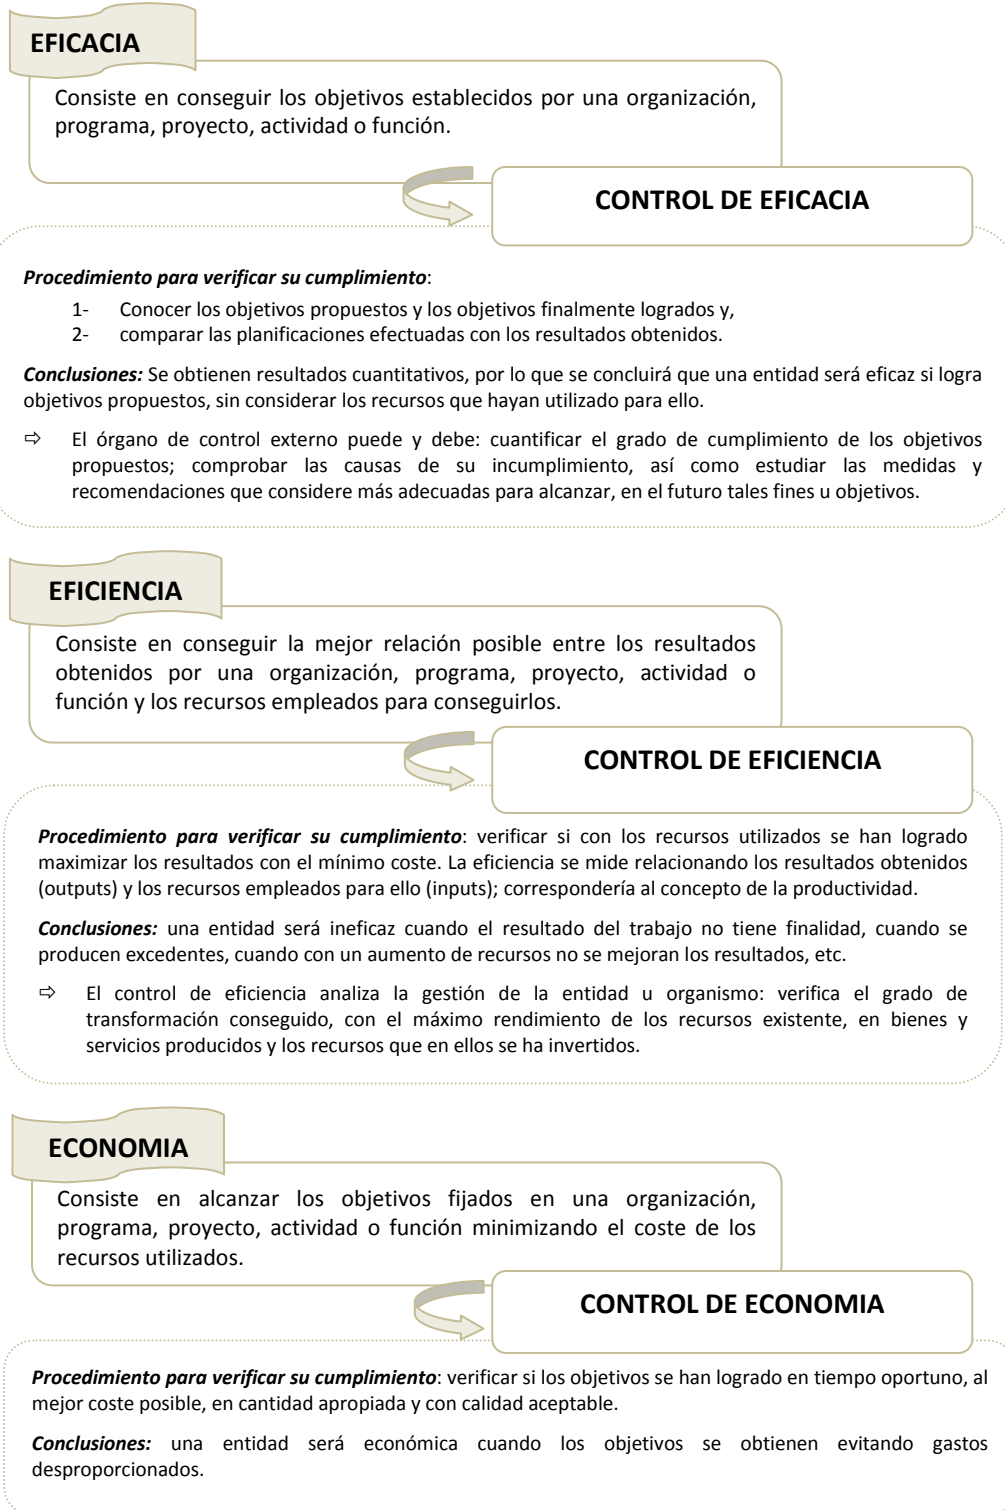 EFICACIA
Consiste en conseguir los objetivos establecidos por una organización,
programa, proyecto, actividad o función.
CONTROL DE EFICACIA
Procedimiento para verificar su cumplimiento:
1- Conocer los objetivos propuestos y los objetivos finalmente logrados y,
2- comparar las planificaciones efectuadas con los resultados obtenidos.
Conclusiones: Se obtienen resultados cuantitativos, por lo que se concluirá que una entidad será eficaz si logra
objetivos propuestos, sin considerar los recursos que hayan utilizado para ello.
⇨ El órgano de control externo puede y debe: cuantificar el grado de cumplimiento de los objetivos
propuestos; comprobar las causas de su incumplimiento, así como estudiar las medidas y
recomendaciones que considere más adecuadas para alcanzar, en el futuro tales fines u objetivos.
EFICIENCIA
Consiste en conseguir la mejor relación posible entre los resultados
obtenidos por una organización, programa, proyecto, actividad o
función y los recursos empleados para conseguirlos.
CONTROL DE EFICIENCIA
Procedimiento para verificar su cumplimiento: verificar si con los recursos utilizados se han logrado
maximizar los resultados con el mínimo coste. La eficiencia se mide relacionando los resultados obtenidos
(outputs) y los recursos empleados para ello (inputs); correspondería al concepto de la productividad.
Conclusiones: una entidad será ineficaz cuando el resultado del trabajo no tiene finalidad, cuando se
producen excedentes, cuando con un aumento de recursos no se mejoran los resultados, etc.
⇨ El control de eficiencia analiza la gestión de la entidad u organismo: verifica el grado de
transformación conseguido, con el máximo rendimiento de los recursos existente, en bienes y
servicios producidos y los recursos que en ellos se ha invertidos.
ECONOMIA
Consiste en alcanzar los objetivos fijados en una organización,
programa, proyecto, actividad o función minimizando el coste de los
recursos utilizados.
CONTROL DE ECONOMIA
Procedimiento para verificar su cumplimiento: verificar si los objetivos se han logrado en tiempo oportuno, al
mejor coste posible, en cantidad apropiada y con calidad aceptable.
Conclusiones: una entidad será económica cuando los objetivos se obtienen evitando gastos
desproporcionados.